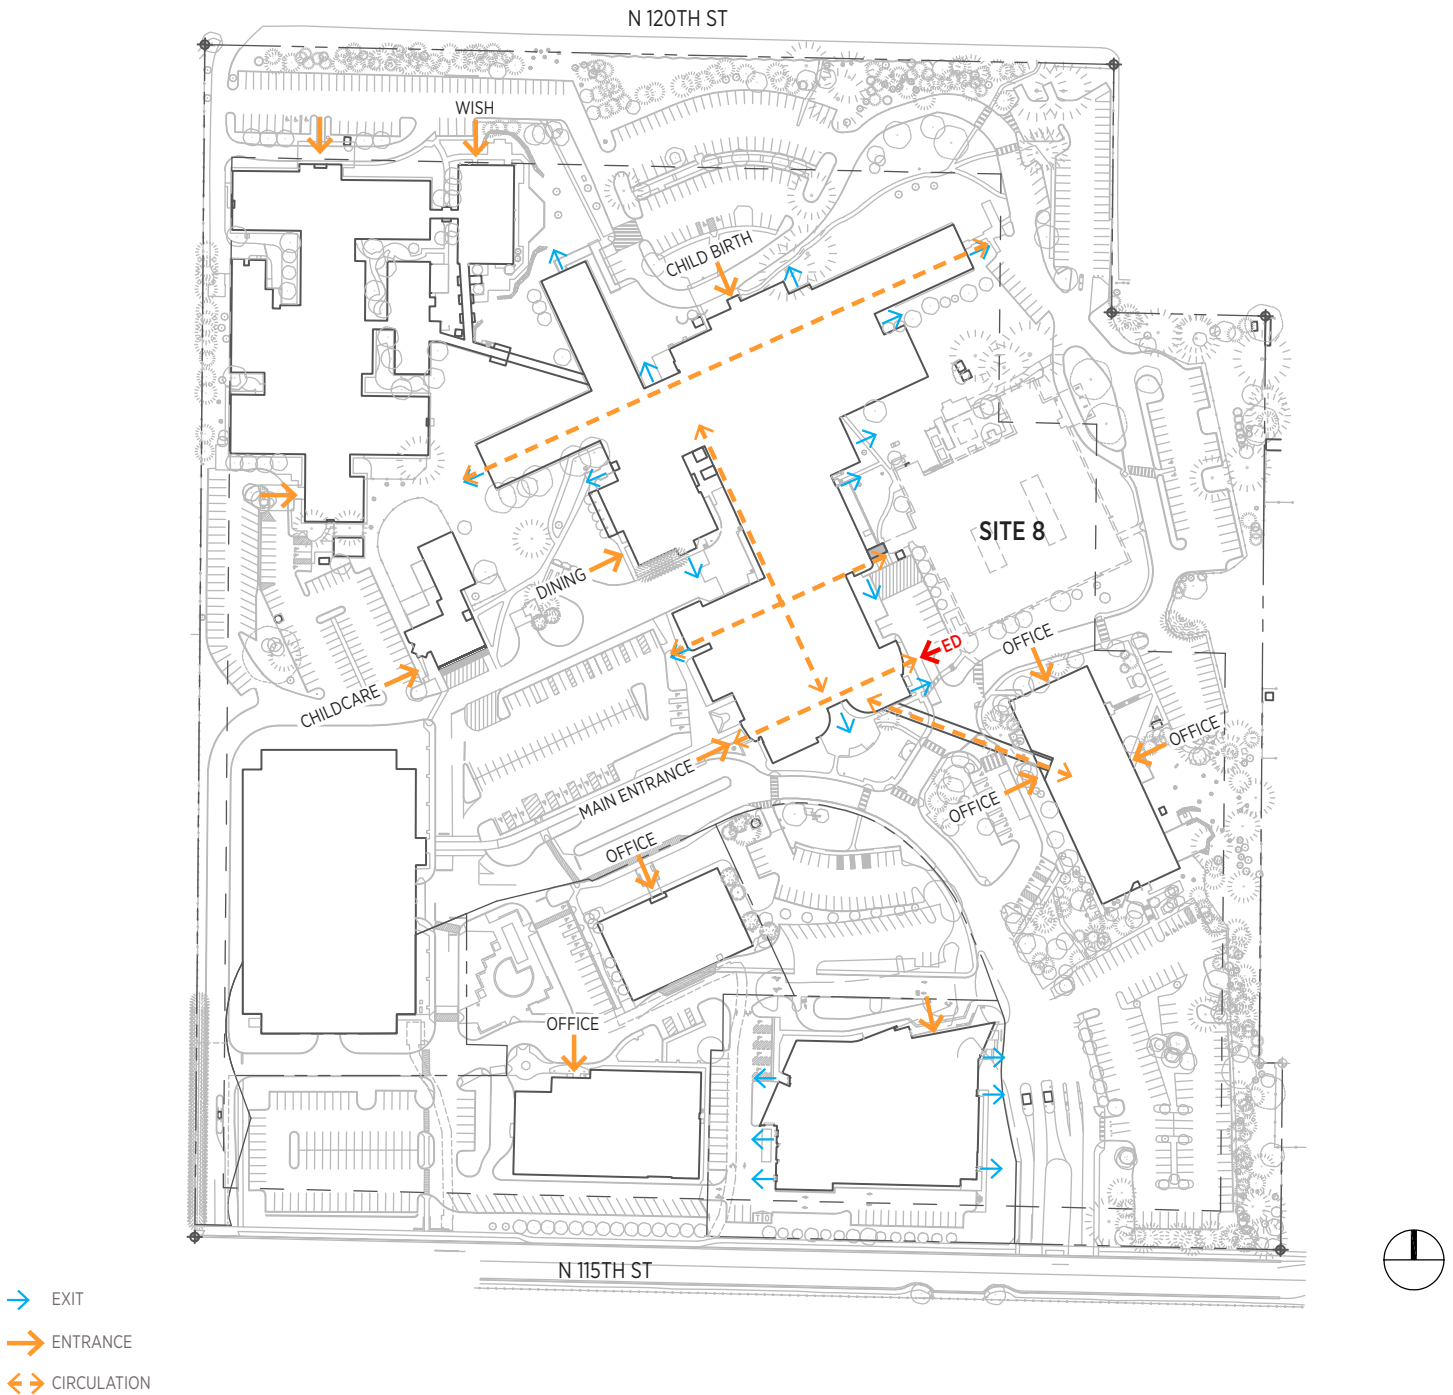 N 120TH ST
WISH
CHILD BIRTH
SITE 8
DINING
ED
OFFICE
CHILDCARE
OFFICE
MAIN ENTRANCE
OFFICE
OFFICE
OFFICE
N 115TH ST
EXIT
ENTRANCE
CIRCULATION